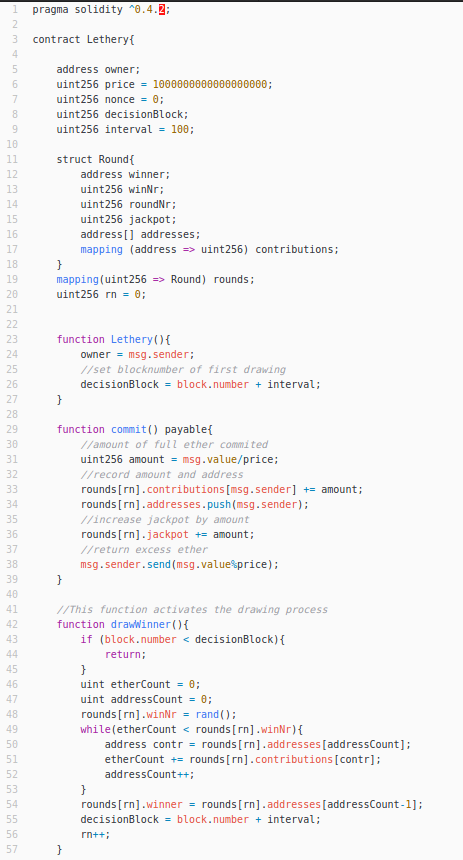 1 pragma solidity ^0.4.2;
2
3 contract Lethery{
4
5     address owner;
6     uint256 price = 1000000000000000000;
7     uint256 nonce = 0;
8     uint256 decisionBlock;
9     uint256 interval = 100;
10
11     struct Round{
12         address winner;
13         uint256 winNr;
14         uint256 roundNr;
15         uint256 jackpot;
16         address[] addresses;
17         mapping (address => uint256) contributions;
18     }
19     mapping(uint256 => Round) rounds;
20     uint256 rn = 0;
21
22
23     function Lethery(){
24         owner = msg.sender;
25         //set blocknumber of first drawing
26         decisionBlock = block.number + interval;
27     }
28
29     function commit() payable{
30         //amount of full ether commited
31         uint256 amount = msg.value/price;
32         //record amount and address
33         rounds[rn].contributions[msg.sender] += amount;
34         rounds[rn].addresses.push(msg.sender);
35         //increase jackpot by amount
36         rounds[rn].jackpot += amount;
37         //return excess ether
38         msg.sender.send(msg.value%price);
39     }
40
41     //This function activates the drawing process
42     function drawWinner(){
43         if (block.number < decisionBlock){
44             return;
45         }
46         uint etherCount = 0;
47         uint addressCount = 0;
48         rounds[rn].winNr = rand();
49         while(etherCount < rounds[rn].winNr){
50             address contr = rounds[rn].addresses[addressCount];
51             etherCount += rounds[rn].contributions[contr];
52             addressCount++;
53         }
54         rounds[rn].winner = rounds[rn].addresses[addressCount-1];
55         decisionBlock = block.number + interval;
56         rn++;
57     }